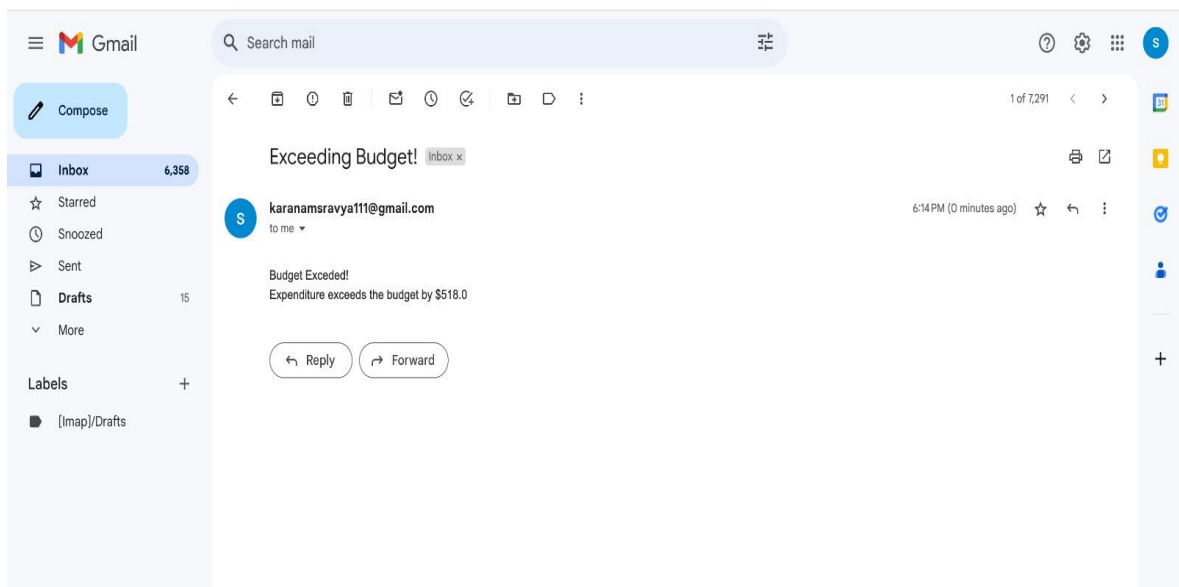 Gmail
Search mail
S
Compose
1 of 7,291
31
Inbox 6,358
Starred
Snoozed
Sent
Drafts 15
More
Labels
[Imap]/Drafts
Exceeding Budget! Inbox x
S
karanamsravya111@gmail.com 6:14 PM (0 minutes ago)
to me
Budget Exceded!
Expenditure exceeds the budget by $518.0
Reply Forward